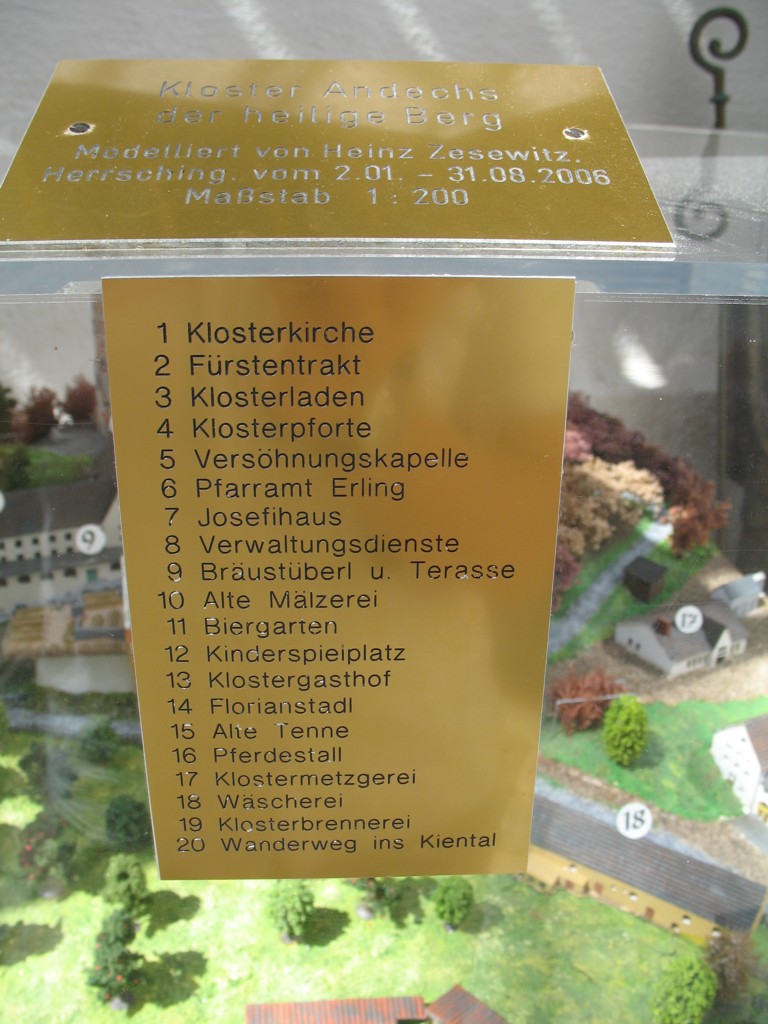 Kloster Andechs
der heilige Berg
Modelliert von Heinz Zesewitz,
Herrsching, vom 2.01. - 31.08.2006
Maßstab 1 : 200
1 Klosterkirche
2 Fürstentrakt
3 Klosterladen
4 Klosterpforte
5 Versöhnungskapelle
6 Pfarramt Erling
7 Josefihaus
8 Verwaltungsdienste
9 Bräustüberl u. Terasse
10 Alte Mälzerei
11 Biergarten
12 Kinderspielplatz
13 Klostergasthof
14 Florianstadl
15 Alte Tenne
16 Pferdestall
17 Klostermetzgerei
18 Wäscherei
19 Klosterbrennerei
20 Wanderweg ins Kiental
9
17
18